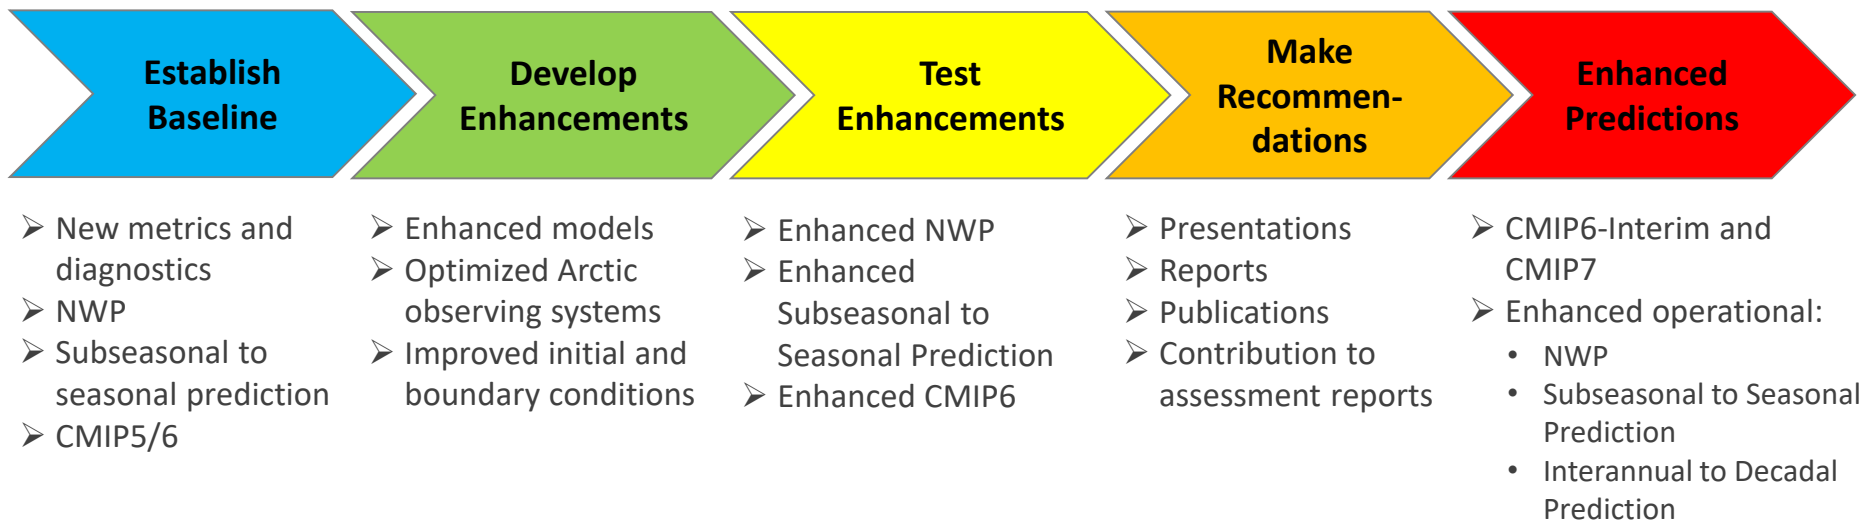 Establish
Baseline
Develop
Enhancements
Test
Enhancements
Make
Recommen-
dations
Enhanced
Predictions
➢ New metrics and
diagnostics
➢ NWP
➢ Subseasonal to
seasonal prediction
➢ CMIP5/6
➢ Enhanced models
➢ Optimized Arctic
observing systems
➢ Improved initial and
boundary conditions
➢ Enhanced NWP
➢ Enhanced
Subseasonal to
Seasonal Prediction
➢ Enhanced CMIP6
➢ Presentations
➢ Reports
➢ Publications
➢ Contribution to
assessment reports
➢ CMIP6-Interim and
CMIP7
➢ Enhanced operational:
• NWP
• Subseasonal to Seasonal
Prediction
• Interannual to Decadal
Prediction